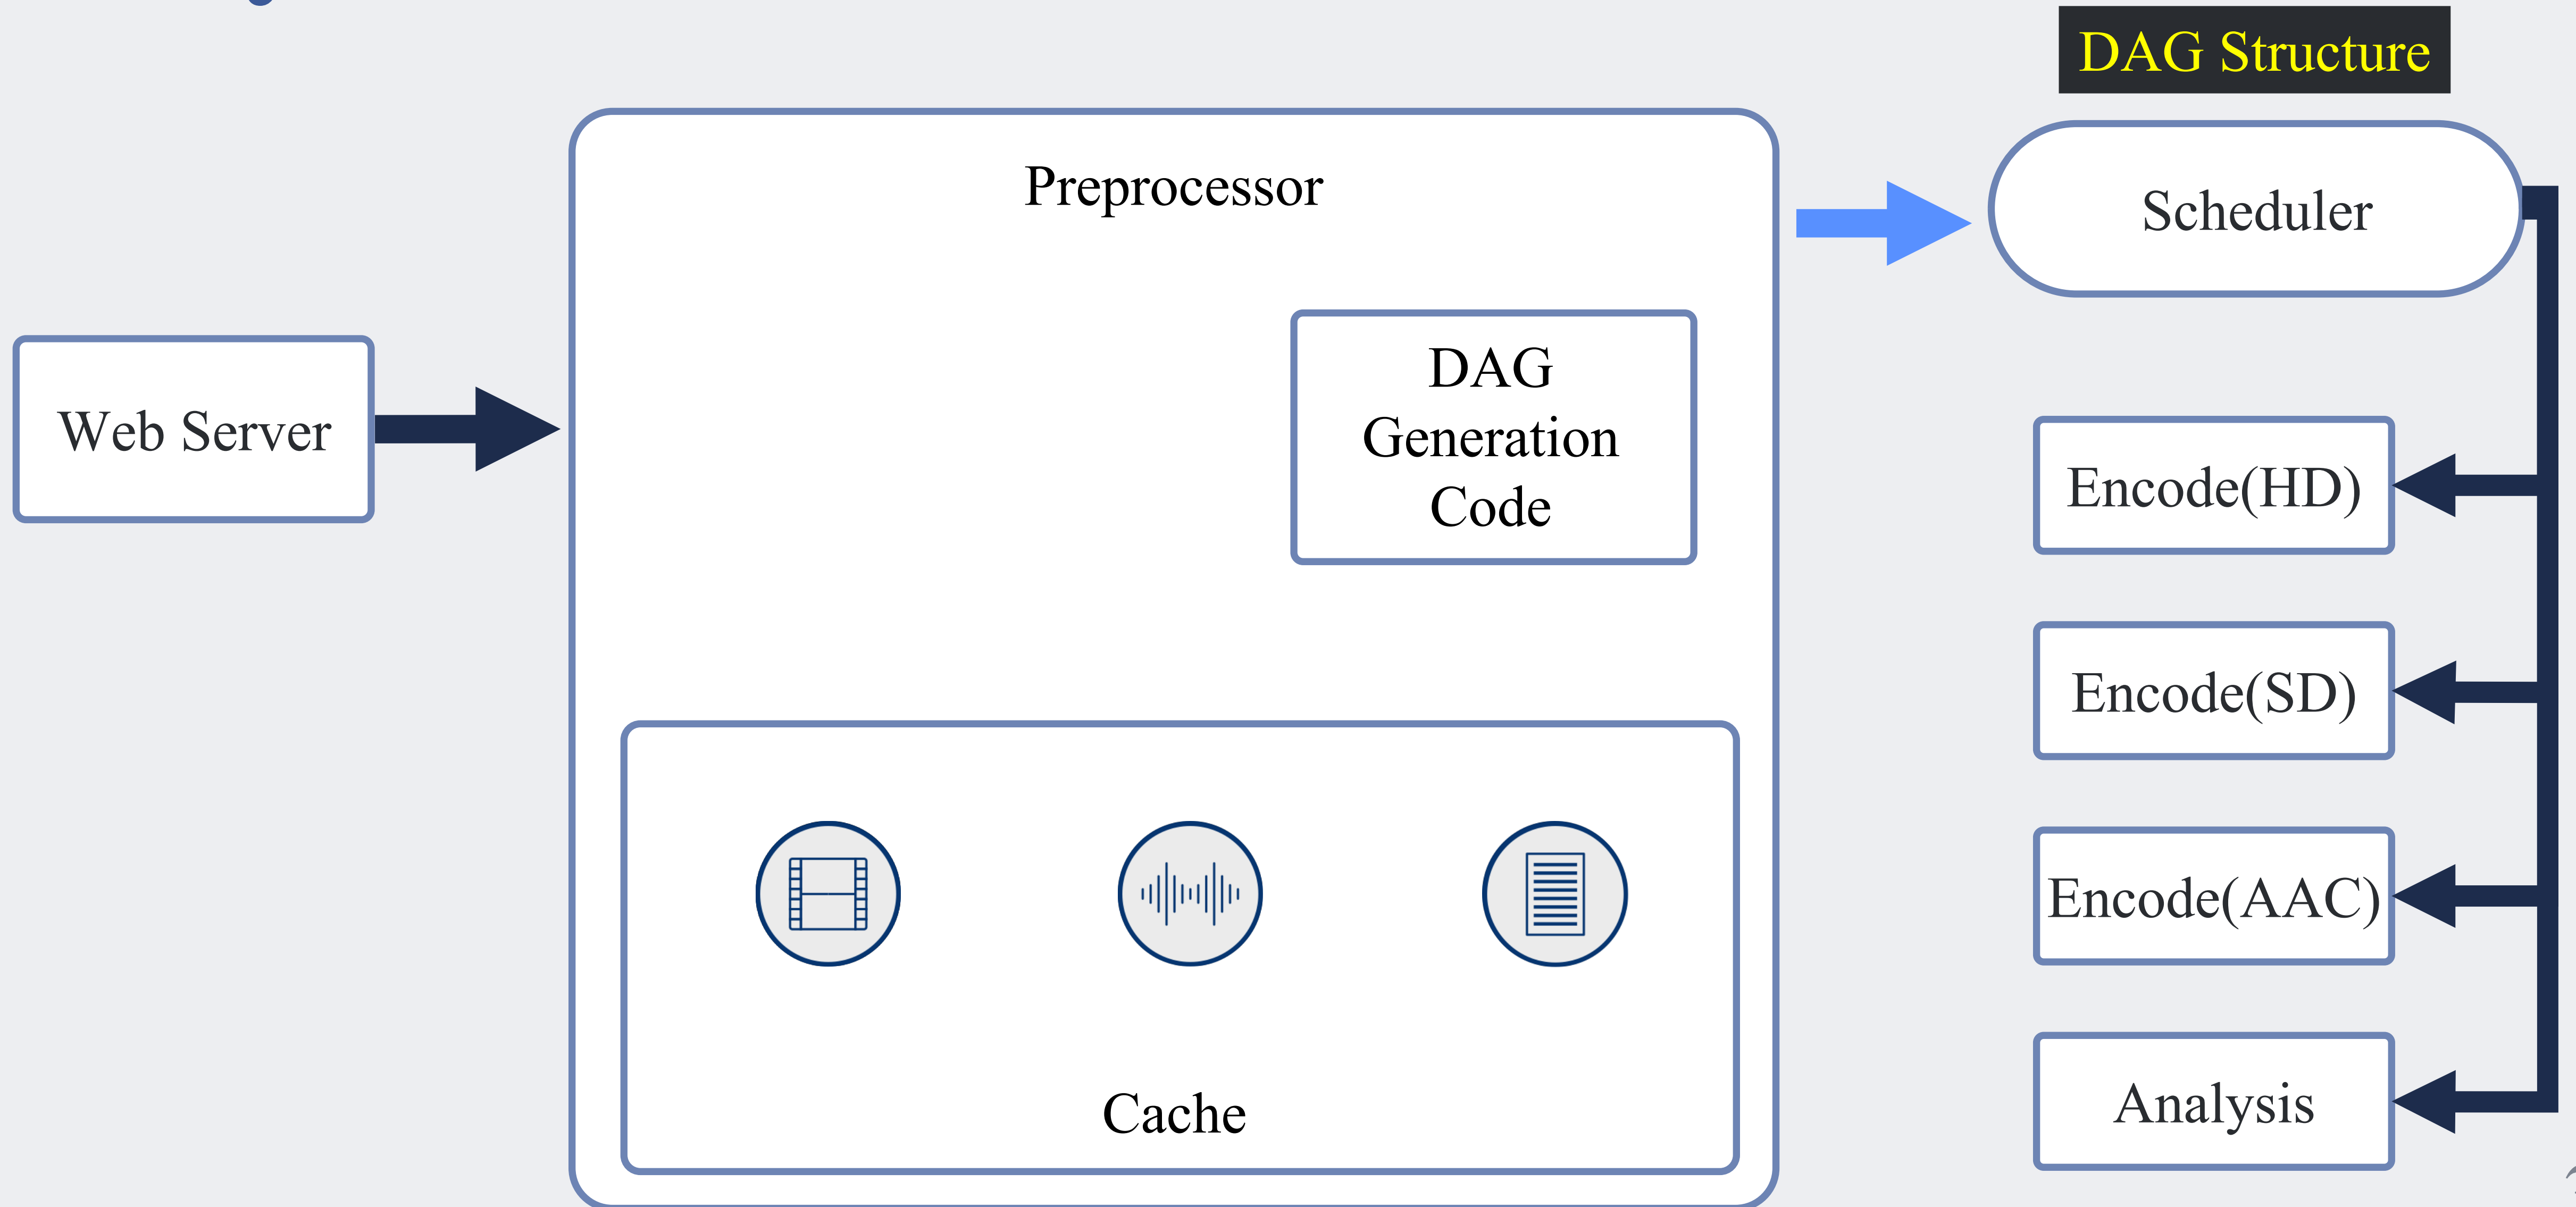 DAG Structure
Preprocessor
Scheduler
DAG
Generation
Code
Web Server
Encode(HD)
Encode(SD)
Encode(AAC)
Cache
Analysis